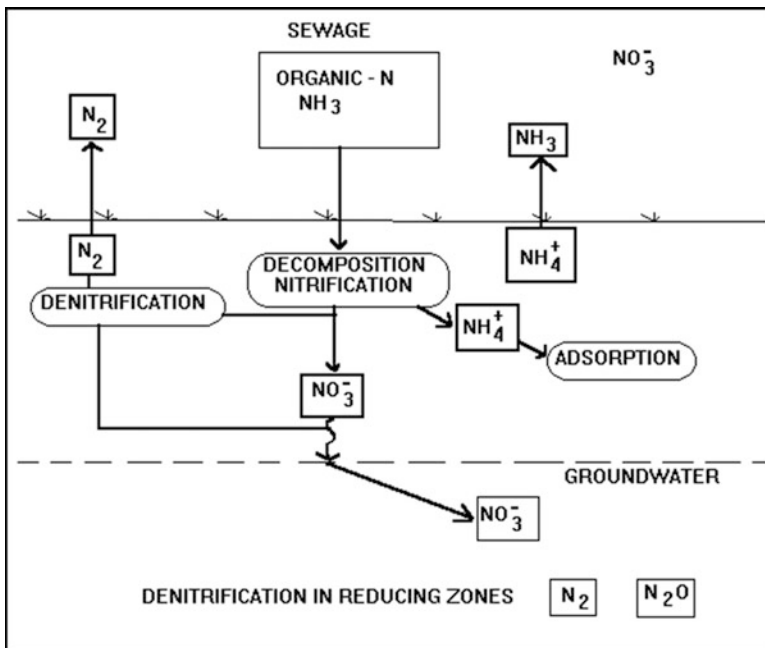 SEWAGE
ORGANIC - N
NH3
NO3-
N2
NH3
N2
DECOMPOSITION
NITRIFICATION
NH4+
DENITRIFICATION
NH4+
ADSORPTION
NO3-
GROUNDWATER
NO3-
DENITRIFICATION IN REDUCING ZONES N2 N2O